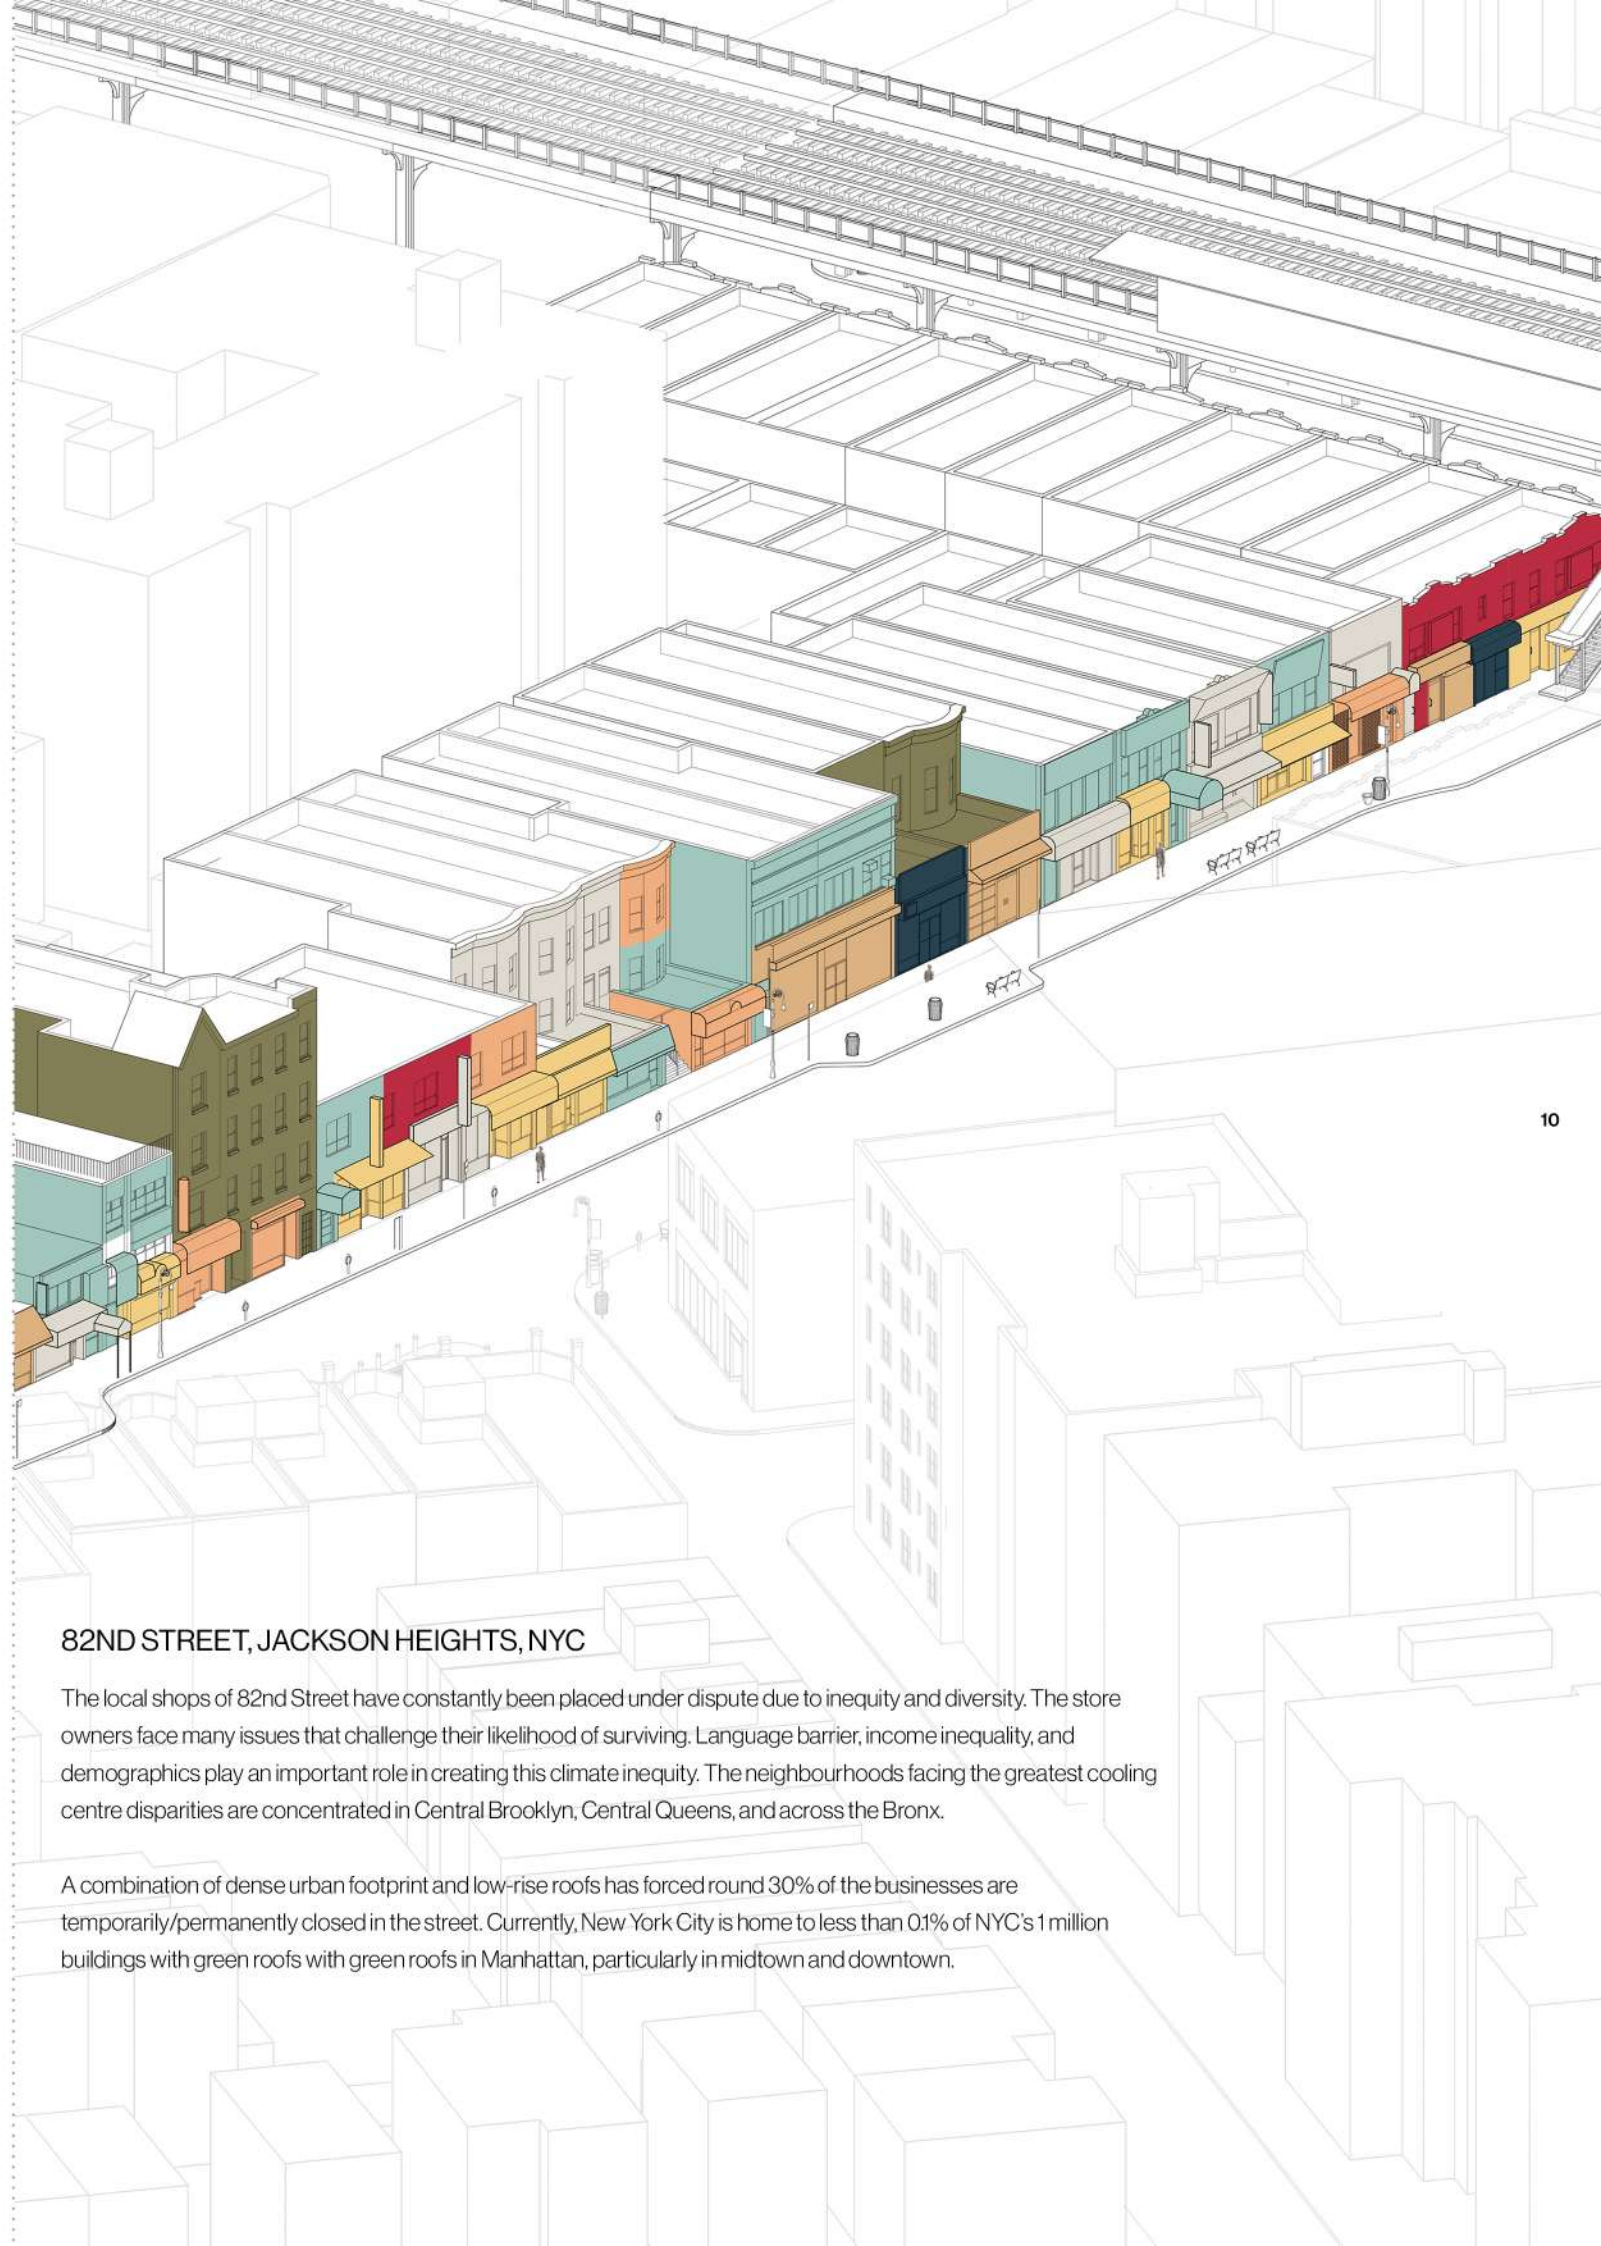 10
82ND STREET, JACKSON HEIGHTS, NYC
The local shops of 82nd Street have constantly been placed under dispute due to inequity and diversity. The store
owners face many issues that challenge their likelihood of surviving. Language barrier, income inequality, and
demographics play an important role in creating this climate inequity. The neighbourhoods facing the greatest cooling
centre disparities are concentrated in Central Brooklyn, Central Queens, and across the Bronx.
A combination of dense urban footprint and low-rise roofs has forced round 30% of the businesses are
temporarily/permanently closed in the street. Currently, New York City is home to less than 0.1% of NYC's 1 million
buildings with green roofs with green roofs in Manhattan, particularly in midtown and downtown.